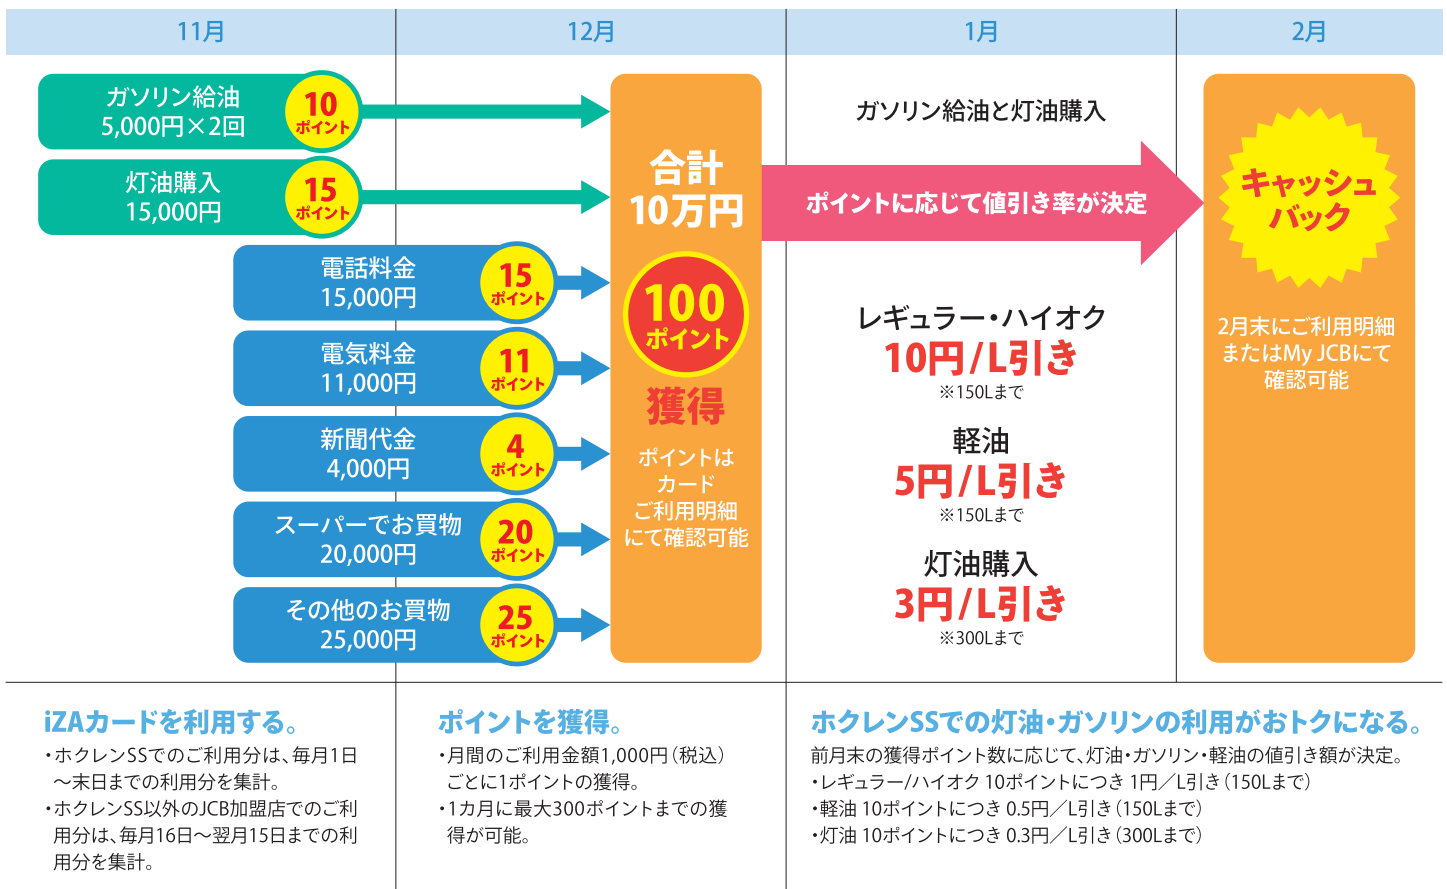 11月
12月
1月
2月
ガソリン給油
5,000円×2回
10
ポイント
灯油購入
15,000円
15
ポイント
電話料金
15,000円
15
ポイント
電気料金
11,000円
11
ポイント
新聞代金
4,000円
4
ポイント
スーパーでお買物
20,000円
20
ポイント
その他のお買物
25,000円
25
ポイント
合計
10万円
100
ポイント
獲得
ポイントは
カード
ご利用明細
にて確認可能
ガソリン給油と灯油購入
ポイントに応じて値引き率が決定
レギュラー・ハイオク
10円/L引き
※150Lまで
軽油
5円/L引き
※150Lまで
灯油購入
3円/L引き
※300Lまで
キャッシュ
バック
2月末にご利用明細
またはMy JCBにて
確認可能
iZAカードを利用する。
・ホクレンSSでのご利用分は、毎月1日
～末日までの利用分を集計。
・ホクレンSS以外のJCB加盟店でのご利
用分は、毎月16日～翌月15日までの利
用分を集計。
ポイントを獲得。
・月間のご利用金額1,000円（税込）
ごとに1ポイントの獲得。
・1カ月に最大300ポイントまでの獲
得が可能。
ホクレンSSでの灯油・ガソリンの利用がおトクになる。
前月末の獲得ポイント数に応じて、灯油・ガソリン・軽油の値引き額が決定。
・レギュラー/ハイオク 10ポイントにつき 1円／L引き（150Lまで）
・軽油 10ポイントにつき 0.5円／L引き（150Lまで）
・灯油 10ポイントにつき 0.3円／L引き（300Lまで）